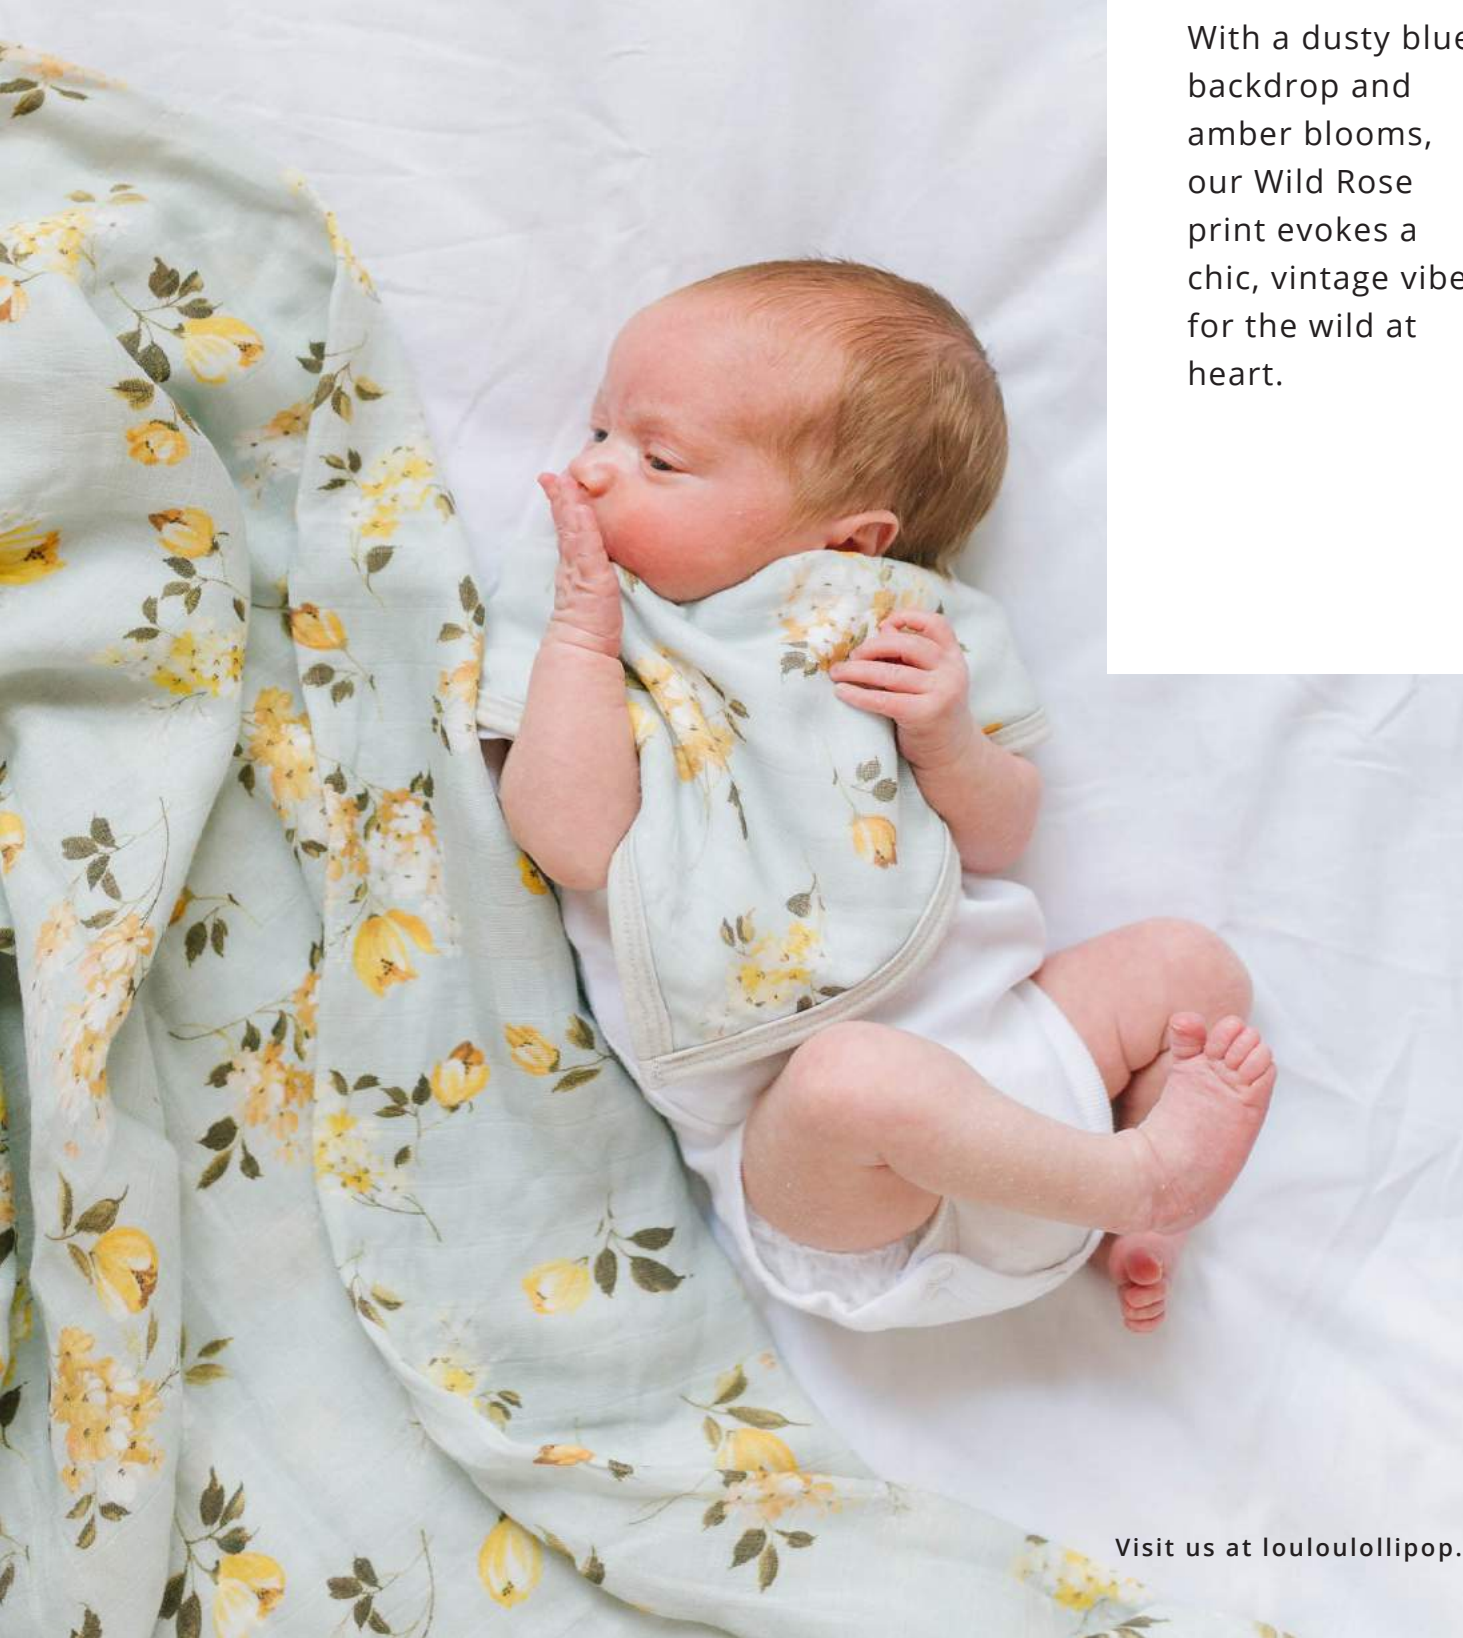 With a dusty blue
backdrop and
amber blooms,
our Wild Rose
print evokes a
chic, vintage vibe
for the wild at
heart.
Visit us at louloulollipop.